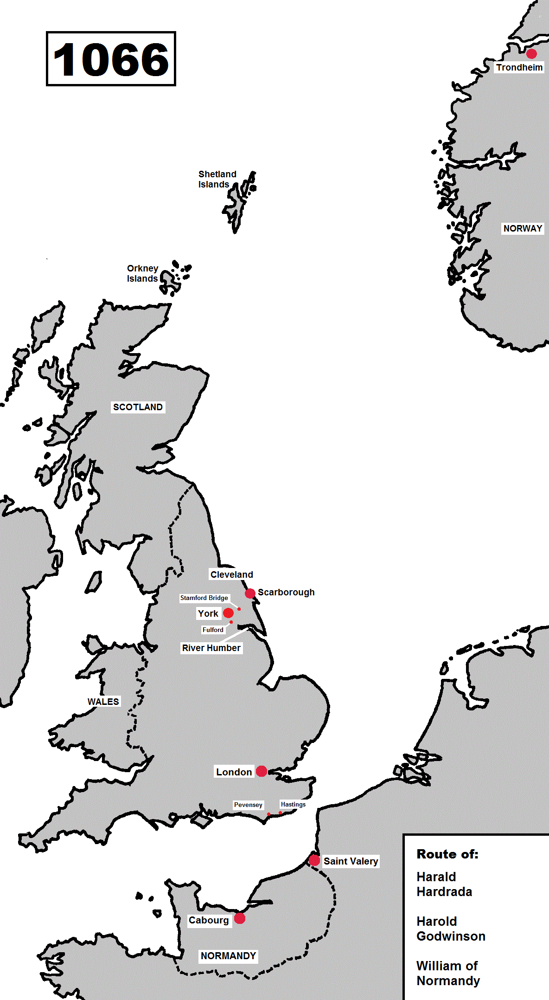 1066
Trondheim
Shetland
Islands
NORWAY
Orkney
Islands
SCOTLAND
Cleveland
Scarborough
Stamford Bridge
York
Fulford
River Humber
WALES
London
Pevensey
Hastings
Saint Valery
Cabourg
NORMANDY
Route of:
Harald
Hardrada
Harold
Godwinson
William of
Normandy